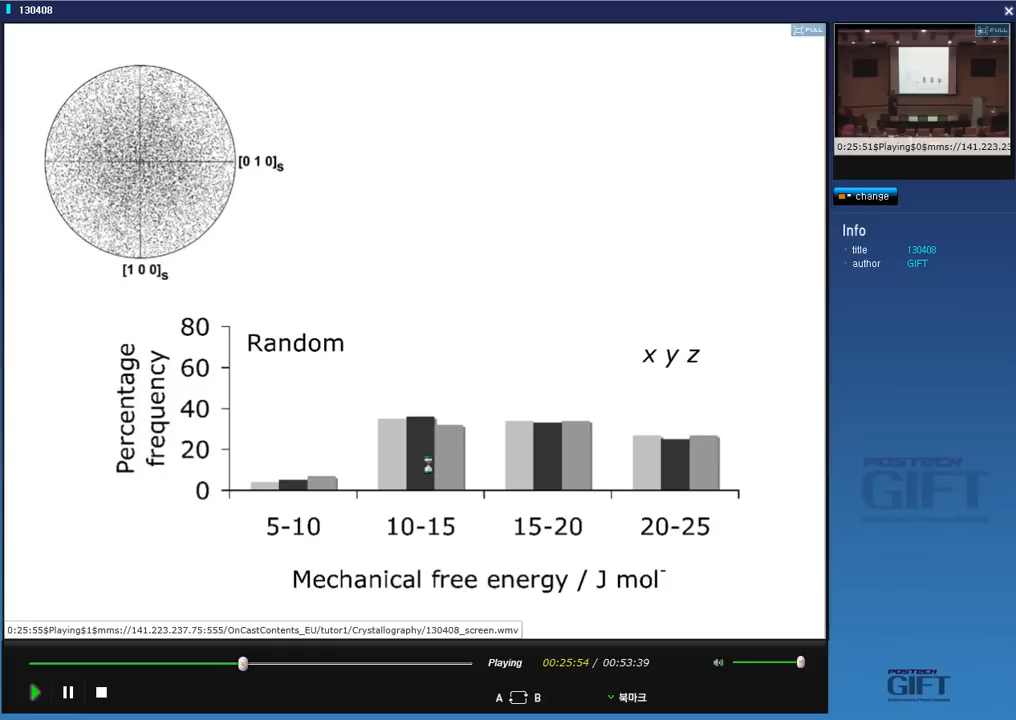 130408
FULL
[0 1 0]s
[1 0 0]s
Percentage
frequency
80
60
40
20
0
Random
x y z
5-10
10-15
15-20
20-25
Mechanical free energy / J mol-
0:25:55$Playing$1$mms://141.223.237.75:555/OnCastContents_EU/tutor1/Crystallography/130408_screen.wmv
Playing
00:25:54 / 00:53:39
A B
북마크
FULL
0:25:51$Playing$0$mms://141.223.23
change
Info
title 130408
author GIFT
POSTECH
GIFT
POSTECH
GIFT